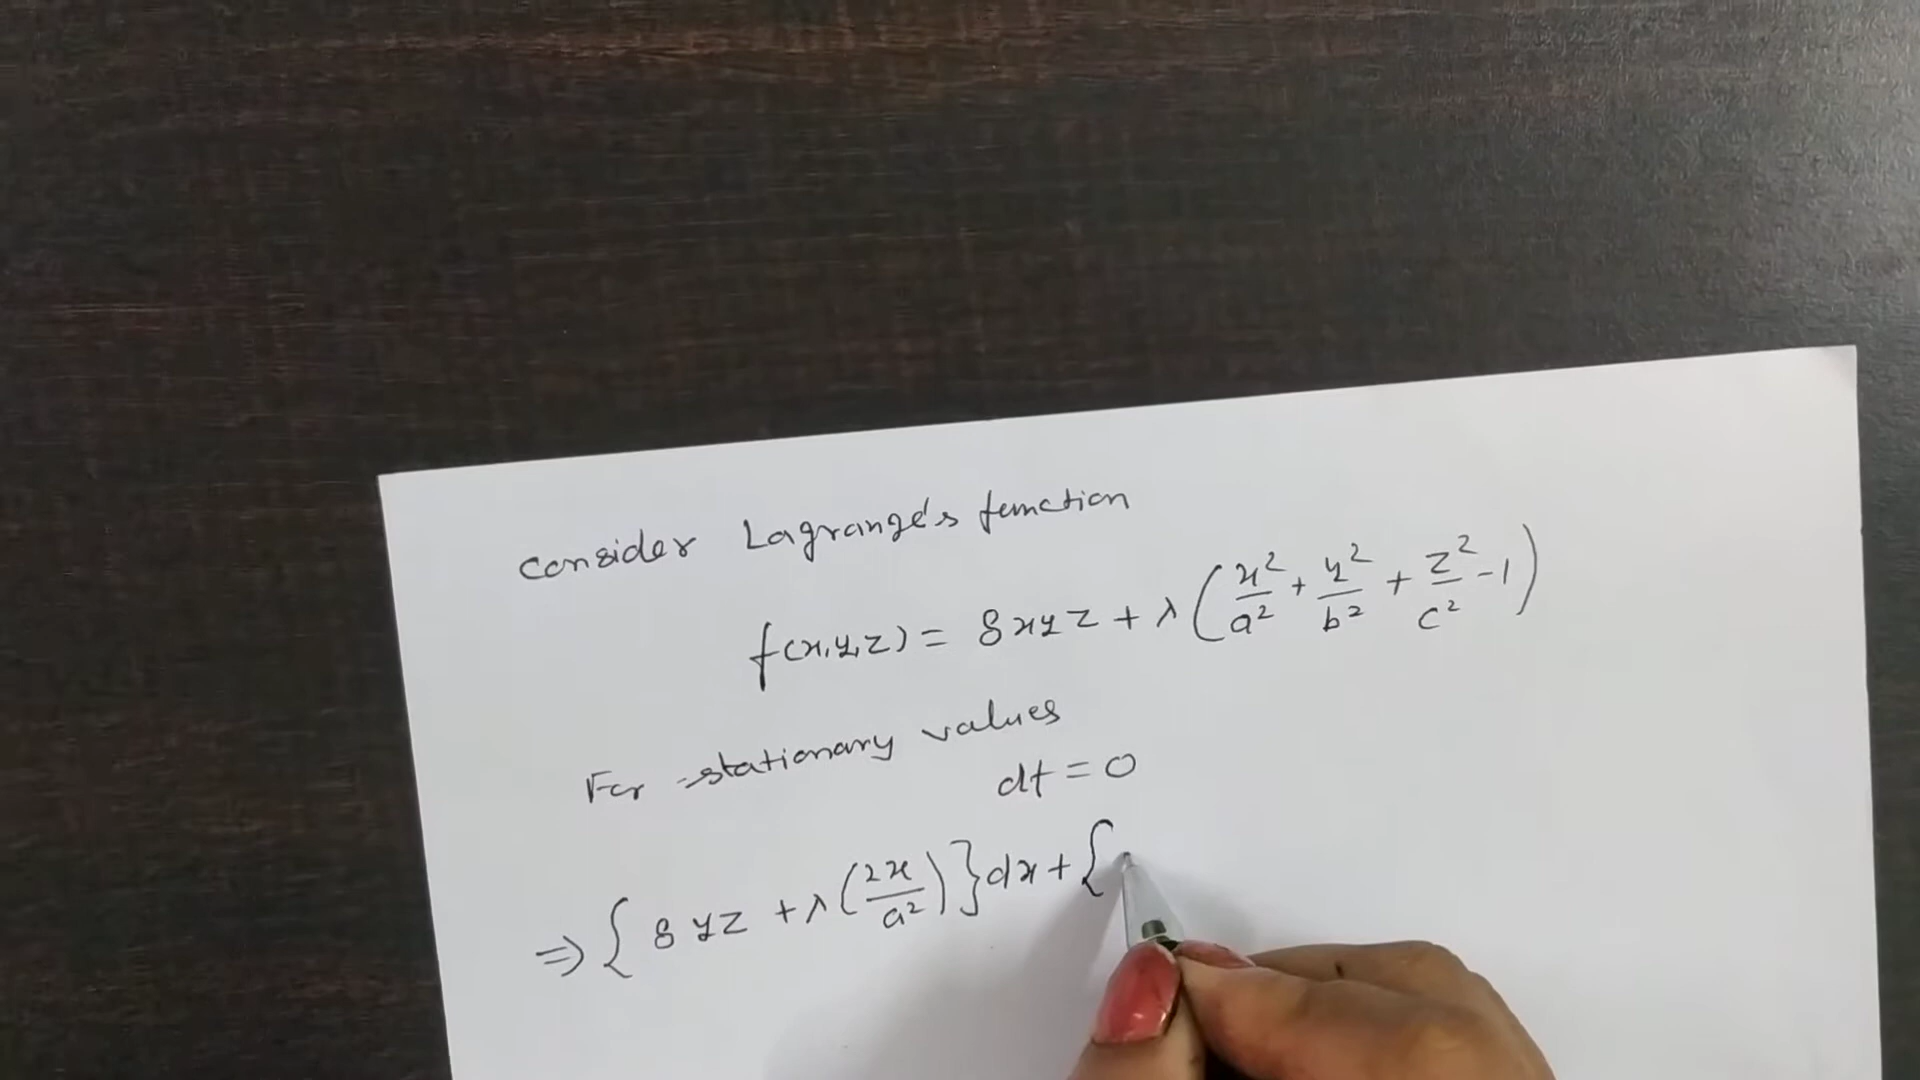 Consider Lagrange's function
f(x,y,z) = 8xyz + λ(x²/a² + y²/b² + z²/c² - 1)
For stationary values
df = 0
⇒ { 8yz + λ(2x/a²) } dx + {